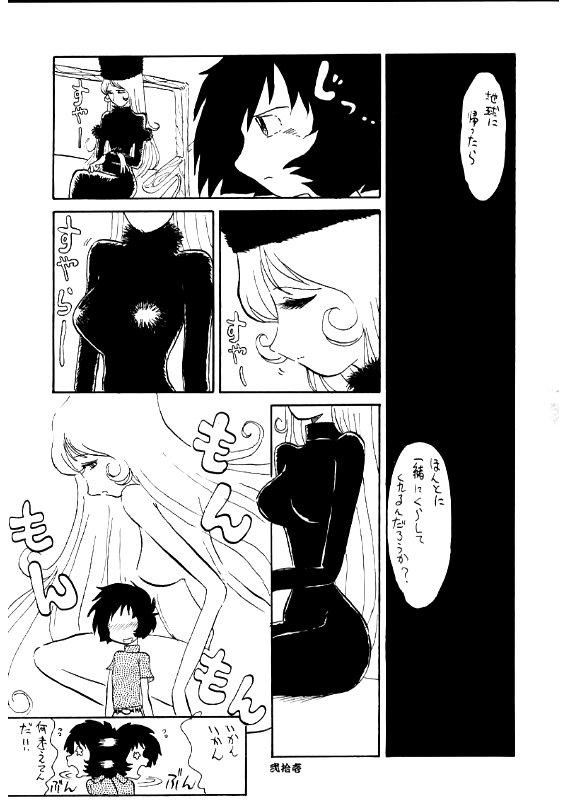 地球に
帰ったら
ほんとに
一緒にくらして
くれるんだろうか？
じっ…
すやー
すやー
すやらー
もん
もん
もん
もん
いかん
いかん
ぶん
ぶん
何考えてん
だ!!
弐拾壱